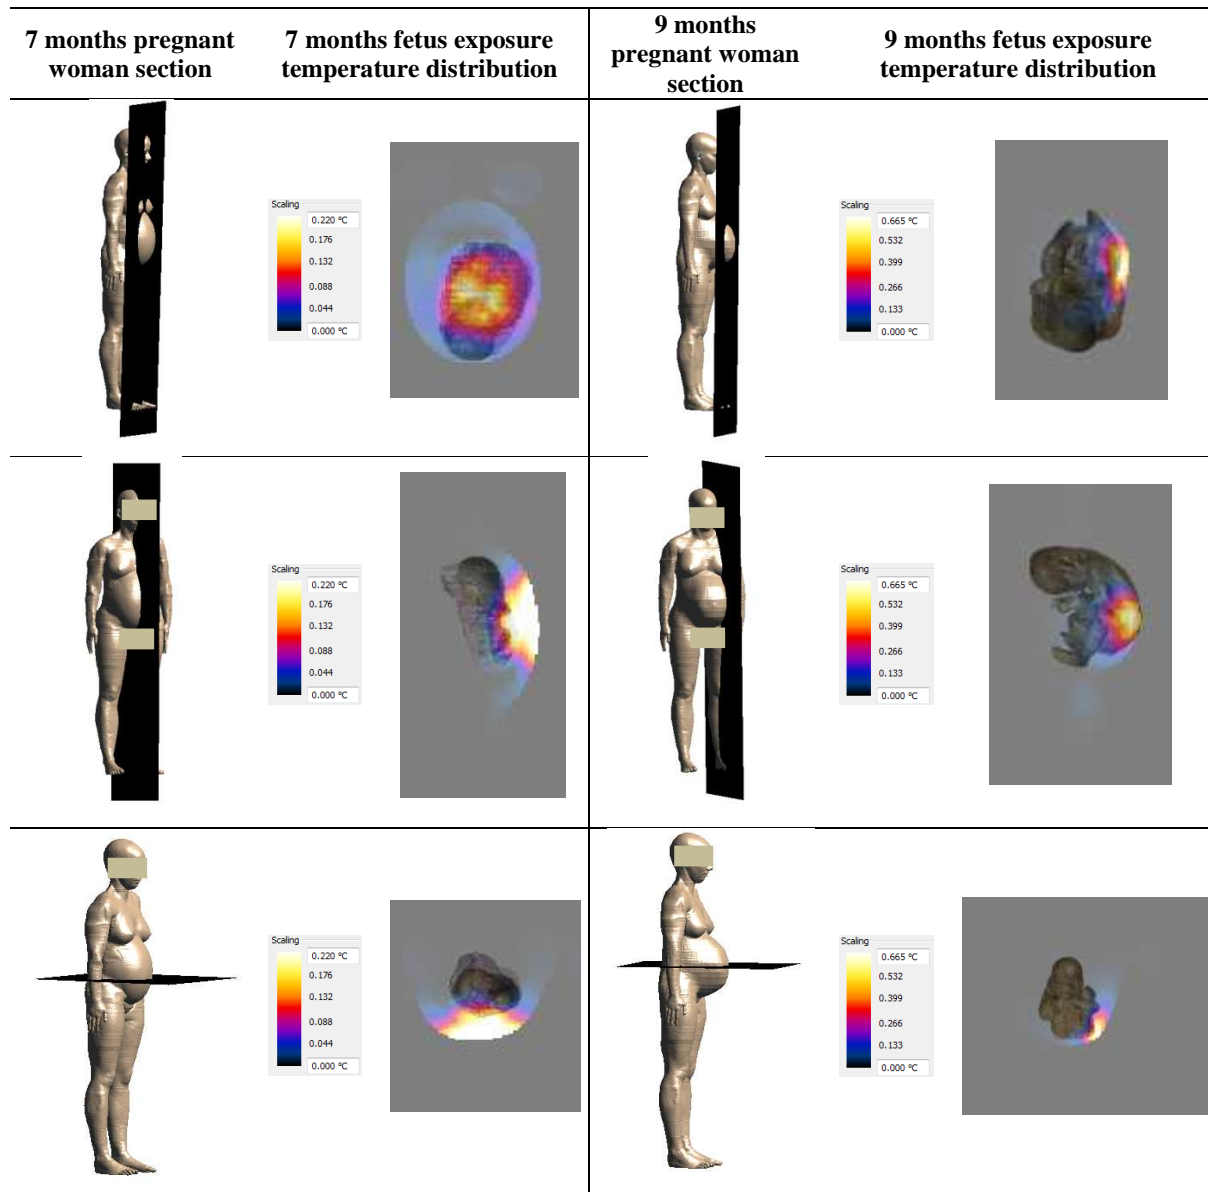 7 months pregnant
woman section
7 months fetus exposure
temperature distribution
9 months
pregnant woman
section
9 months fetus exposure
temperature distribution
Scaling
0.220 °C
0.176
0.132
0.088
0.044
0.000 °C
Scaling
0.665 °C
0.532
0.399
0.266
0.133
0.000 °C
Scaling
0.220 °C
0.176
0.132
0.088
0.044
0.000 °C
Scaling
0.665 °C
0.532
0.399
0.266
0.133
0.000 °C
Scaling
0.220 °C
0.176
0.132
0.088
0.044
0.000 °C
Scaling
0.665 °C
0.532
0.399
0.266
0.133
0.000 °C